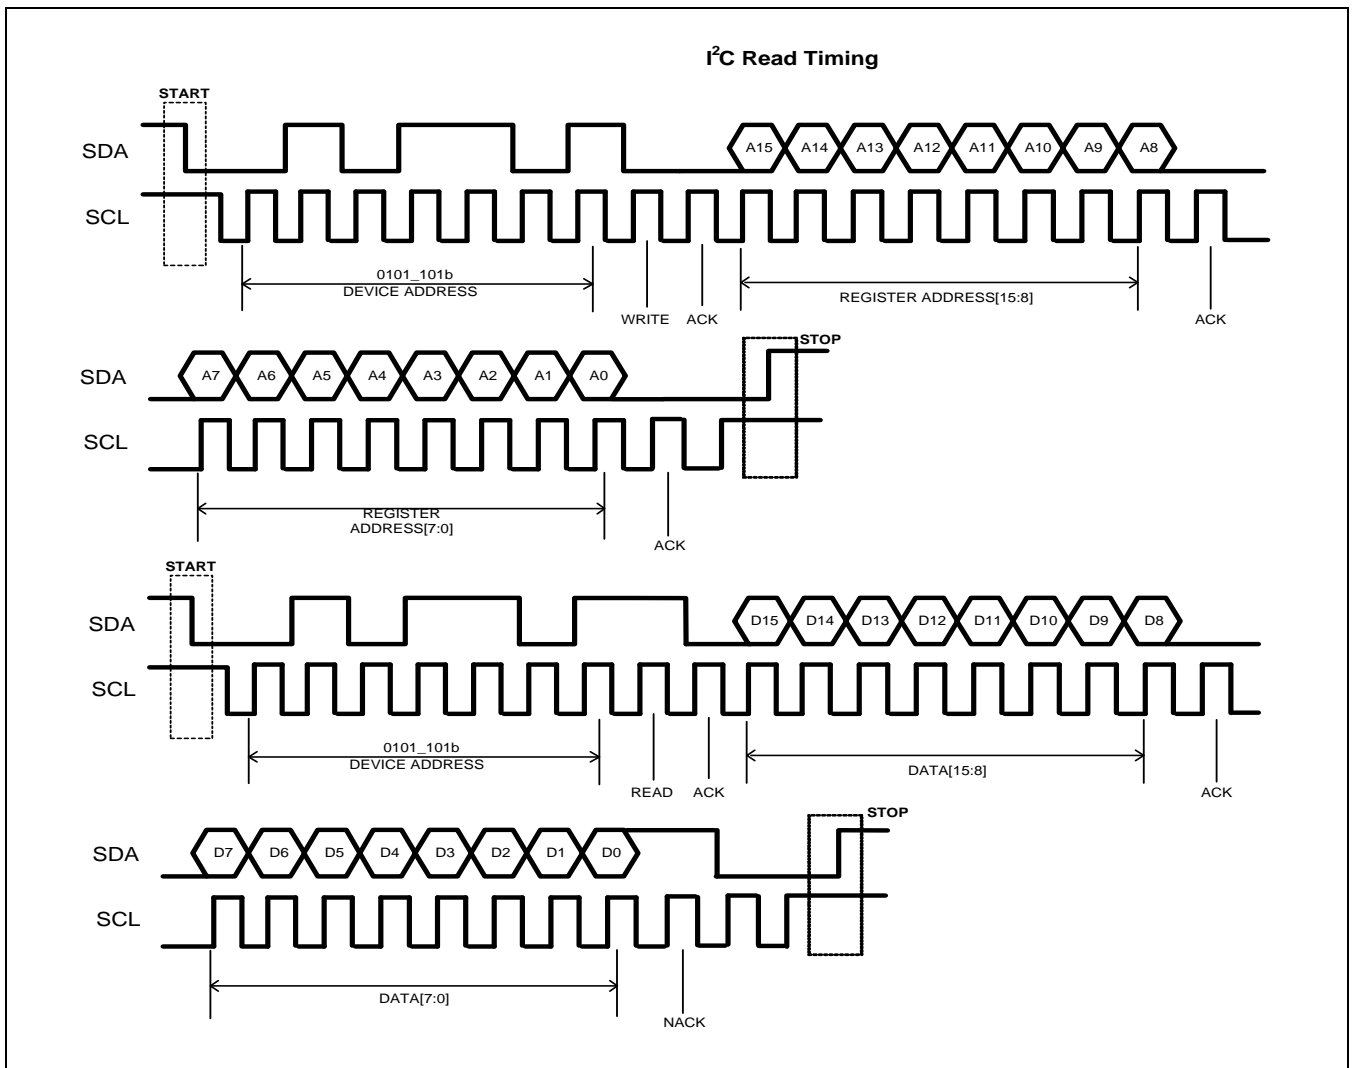 I²C Read Timing
START
SDA
A15 A14 A13 A12 A11 A10 A9 A8
SCL
0101_101b
DEVICE ADDRESS
REGISTER ADDRESS[15:8]
WRITE ACK ACK
STOP
SDA
A7 A6 A5 A4 A3 A2 A1 A0
SCL
REGISTER
ADDRESS[7:0]
ACK
START
SDA
D15 D14 D13 D12 D11 D10 D9 D8
SCL
0101_101b
DEVICE ADDRESS
DATA[15:8]
READ ACK ACK
STOP
SDA
D7 D6 D5 D4 D3 D2 D1 D0
SCL
DATA[7:0]
NACK